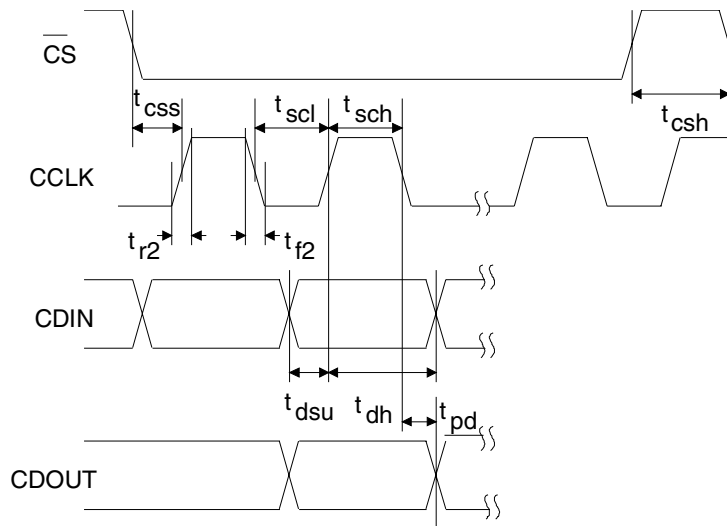 CS
t css
t scl
t sch
t csh
CCLK
t r2
t f2
CDIN
t dsu
t dh
t pd
CDOUT